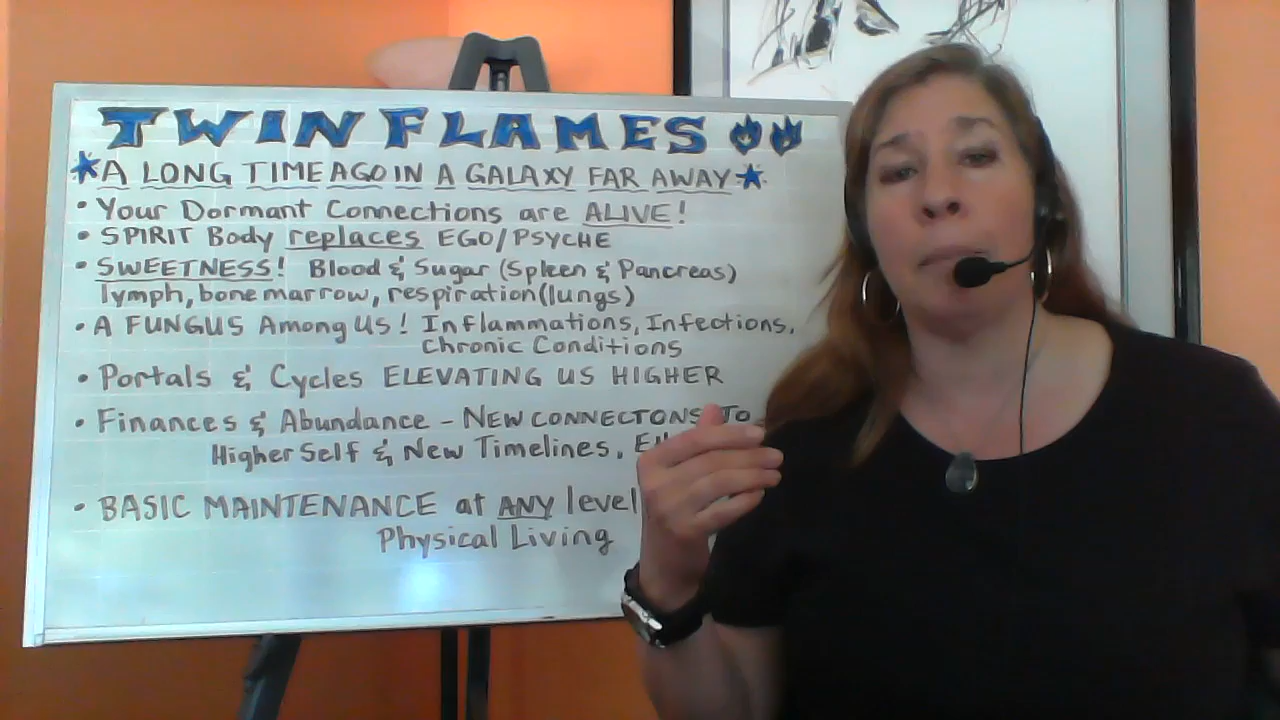 TWIN FLAMES
A LONG TIME AGO IN A GALAXY FAR AWAY
• Your Dormant Connections are ALIVE!
• SPIRIT Body replaces EGO/PSYCHE
• SWEETNESS! Blood & Sugar (Spleen & Pancreas)
lymph, bone marrow, respiration (lungs)
• A FUNGUS Among Us! Inflammations, Infections,
Chronic Conditions
• Portals & Cycles ELEVATING US HIGHER
• Finances & Abundance - NEW CONNECTONS TO
Higher Self & New Timelines,
• BASIC MAINTENANCE at ANY level
Physical Living